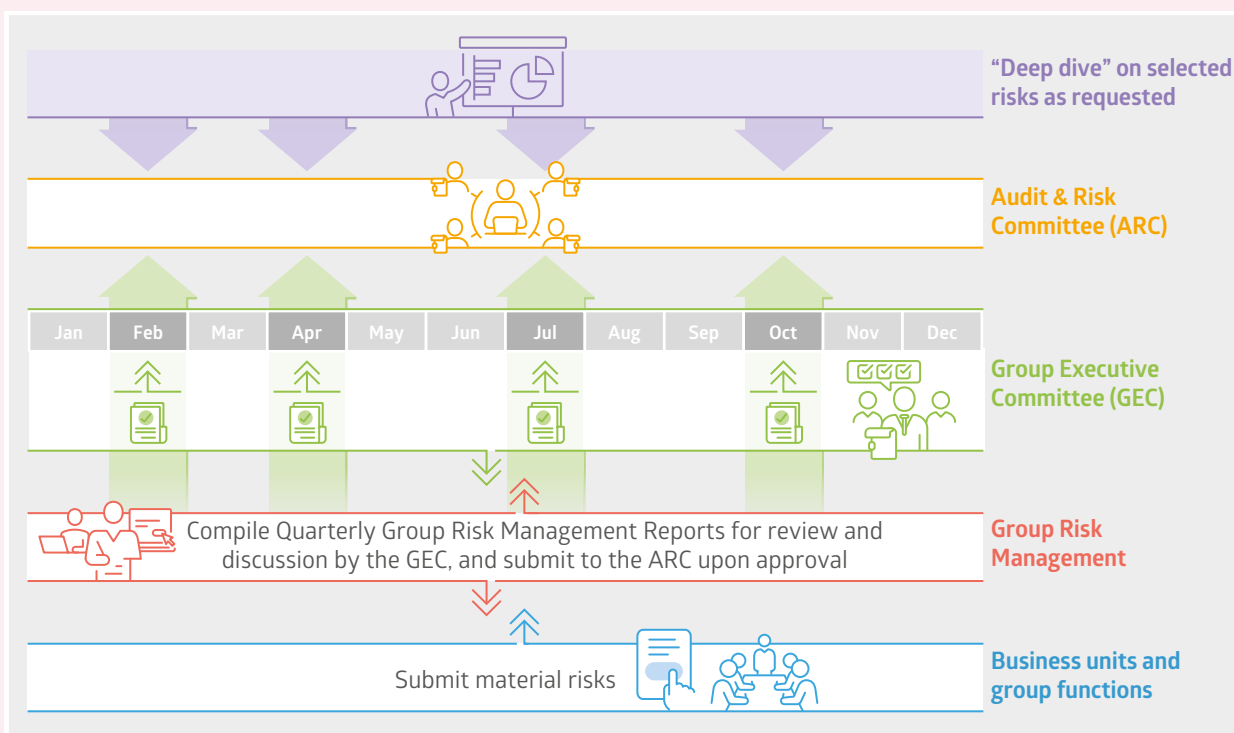 “Deep dive” on selected
risks as requested
Audit & Risk
Committee (ARC)
Jan Feb Mar Apr May Jun Jul Aug Sep Oct Nov Dec
Group Executive
Committee (GEC)
Compile Quarterly Group Risk Management Reports for review and
discussion by the GEC, and submit to the ARC upon approval
Group Risk
Management
Submit material risks
Business units and
group functions